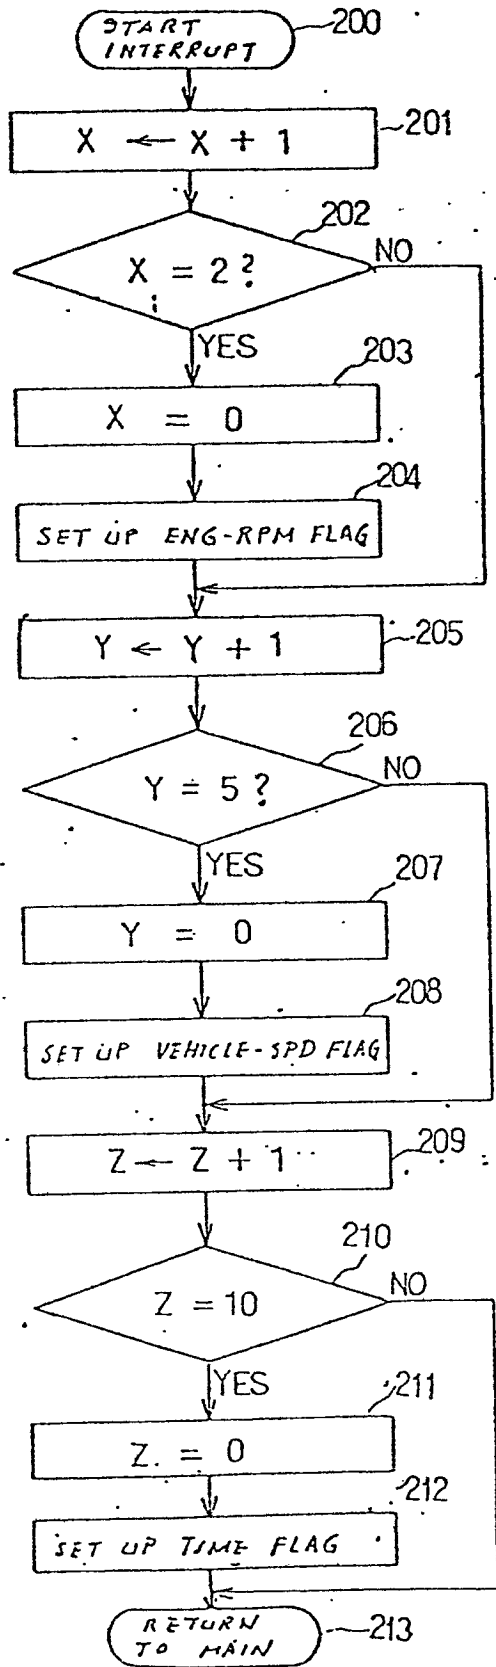 START
INTERRUPT
200
X ← X + 1
201
202
X = 2?
NO
YES
203
X = 0
204
SET UP ENG-RPM FLAG
Y ← Y + 1
205
206
Y = 5?
NO
YES
207
Y = 0
208
SET UP VEHICLE-SPD FLAG
Z ← Z + 1
209
210
Z = 10
NO
YES
211
Z = 0
212
SET UP TIME FLAG
RETURN
TO MAIN
213